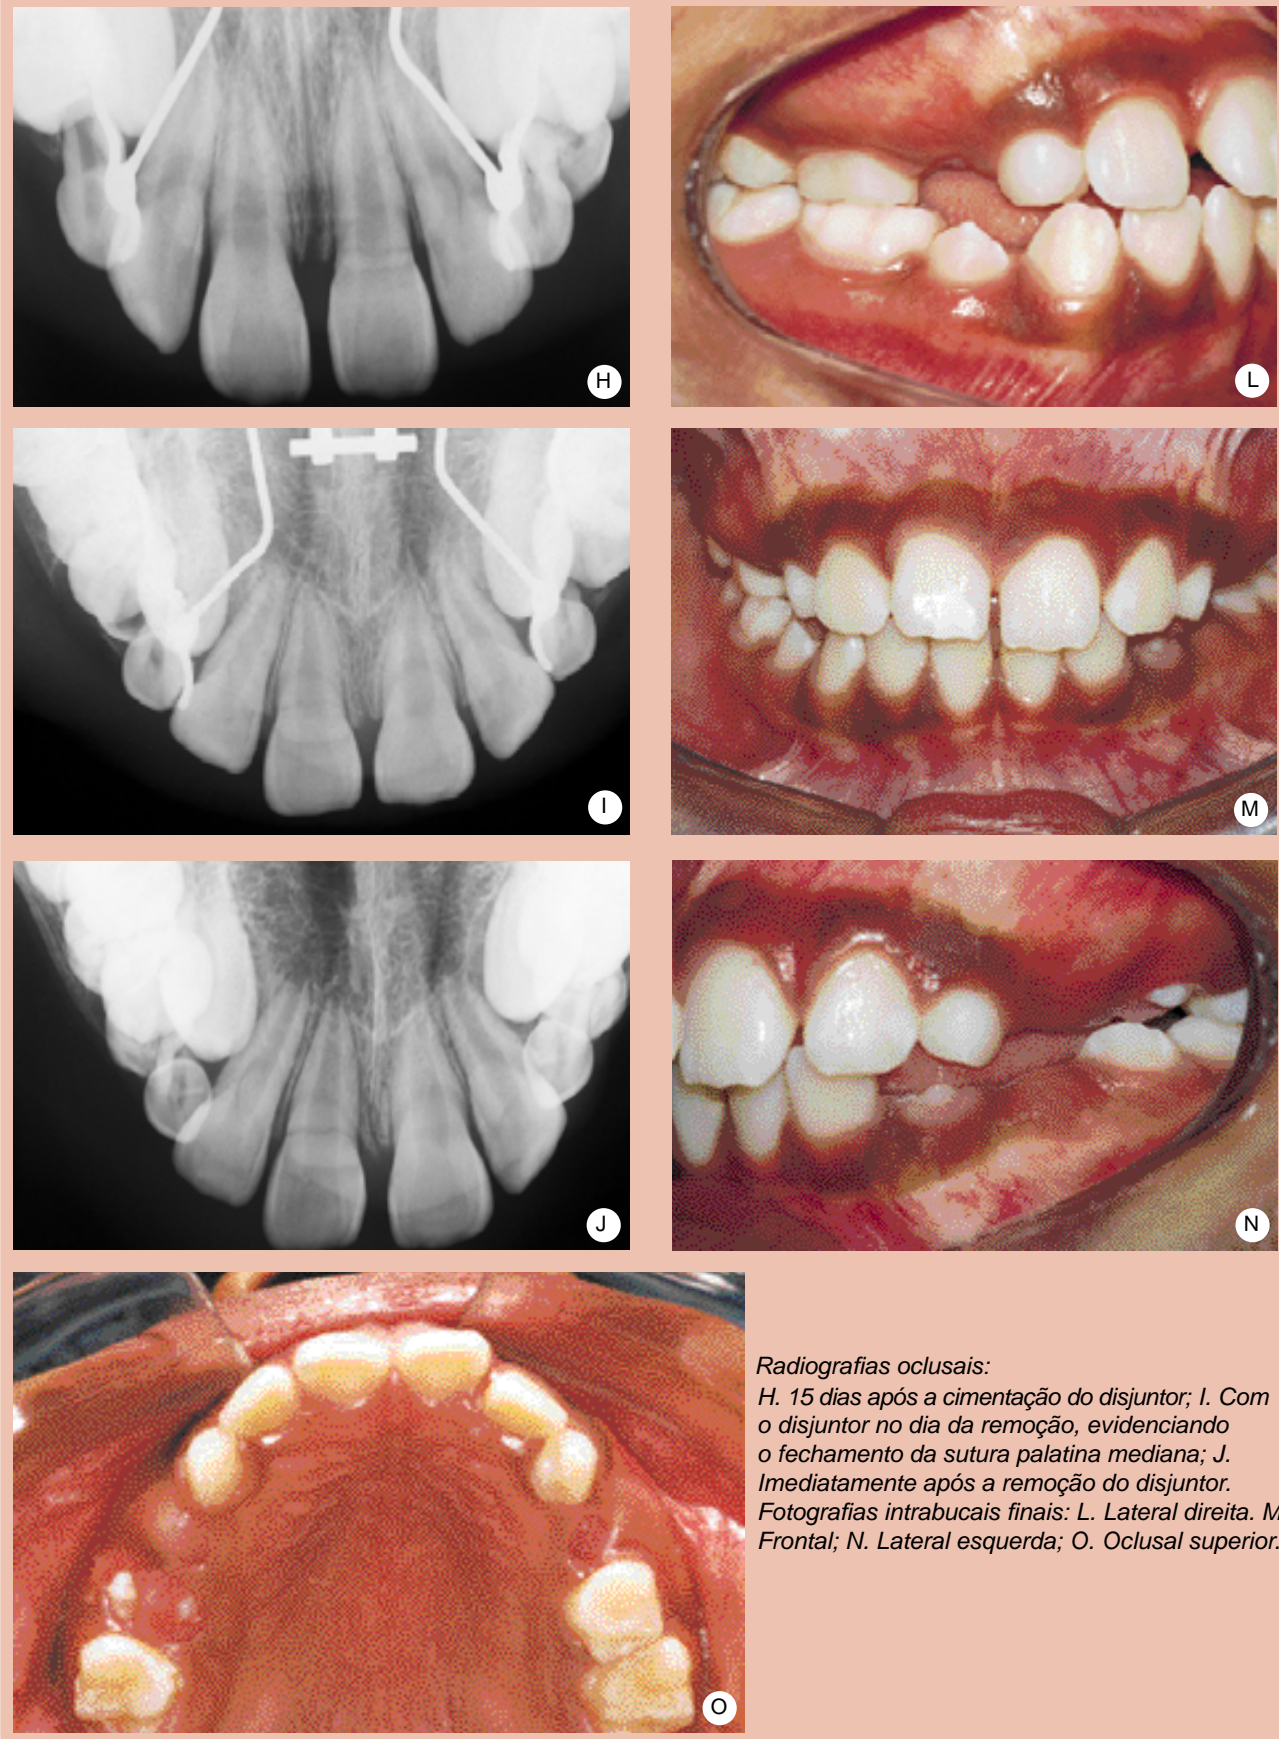 H
L
I
M
J
N
O
Radiografias oclusais:
H. 15 dias após a cimentação do disjuntor; I. Com
o disjuntor no dia da remoção, evidenciando
o fechamento da sutura palatina mediana; J.
Imediatamente após a remoção do disjuntor.
Fotografias intrabucais finais: L. Lateral direita. M
Frontal; N. Lateral esquerda; O. Oclusal superior.